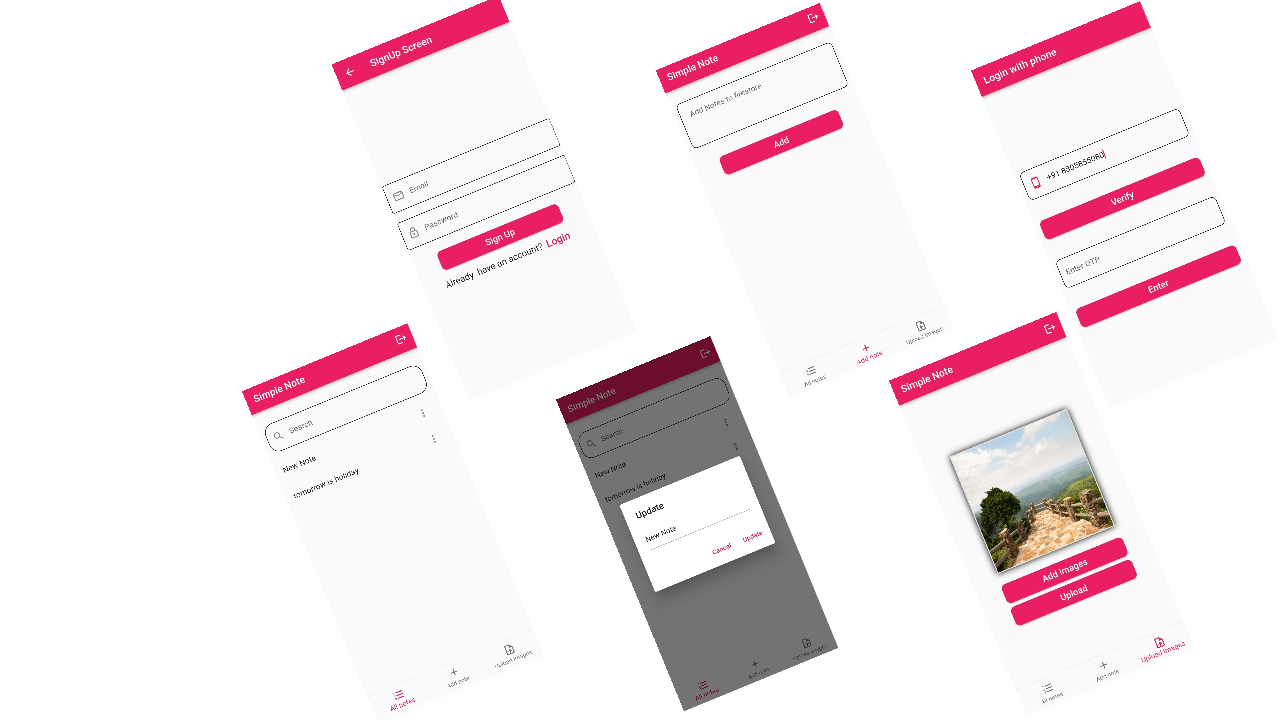 SignUp Screen
Email
Password
Sign Up
Already have an account? Login
Simple Note
Add Notes to firestore
Add
All notes
Add note
Upload Images
Login with phone
+91
Verify
Enter OTP
Enter
Simple Note
Search
New Note
tomorrow is holiday
All notes
Add note
Upload Images
Simple Note
Search
New Note
tomorrow is holiday
Update
New Note
Cancel
Update
All notes
Add note
Upload Images
Simple Note
Add Images
Upload
All notes
Add note
Upload Images